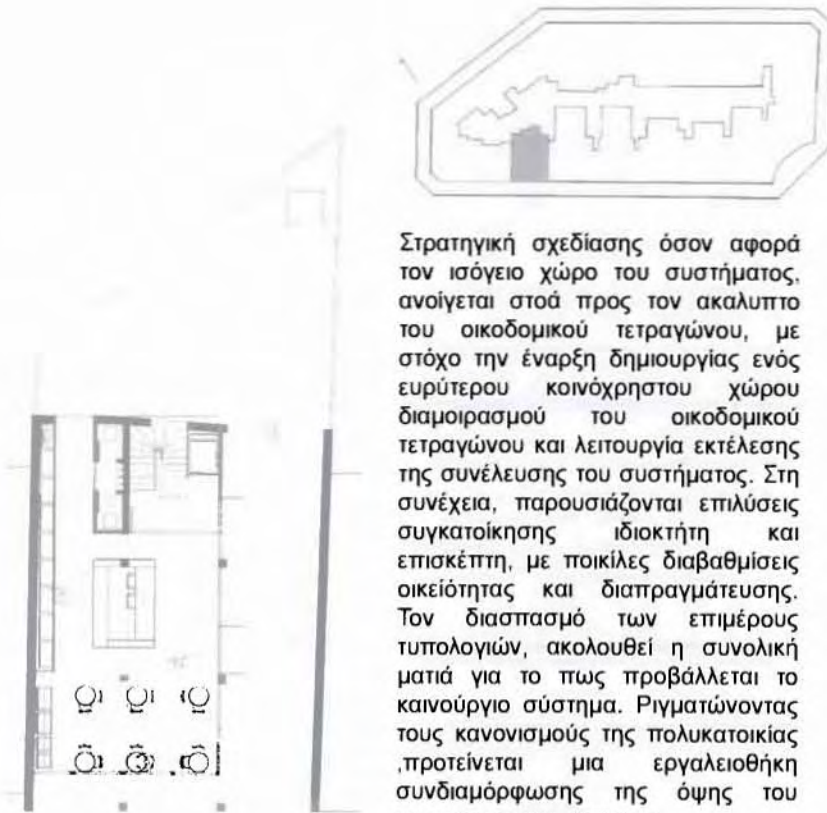 Στρατηγική σχεδίασης όσον αφορά
τον ισόγειο χώρο του συστήματος,
ανοίγεται στοά προς τον ακαλυπτο
του οικοδομικού τετραγώνου, με
στόχο την έναρξη δημιουργίας ενός
ευρύτερου κοινόχρηστου χώρου
διαμοιρασμού του οικοδομικού
τετραγώνου και λειτουργία εκτέλεσης
της συνέλευσης του συστήματος. Στη
συνέχεια, παρουσιάζονται επιλύσεις
συγκατοίκησης ιδιοκτήτη και
επισκέπτη, με ποικίλες διαβαθμίσεις
οικείότητας και διαπραγμάτευσης.
Τον διασπασμό των επιμέρους
τυπολογιών, ακολουθεί η συνολική
ματιά για το πως προβάλλεται το
καινούργιο σύστημα. Ριγματώνοντας
τους κανονισμούς της πολυκατοικίας
,προτείνεται μια εργαλειοθήκη
συνδιαμόρφωσης της όψης του